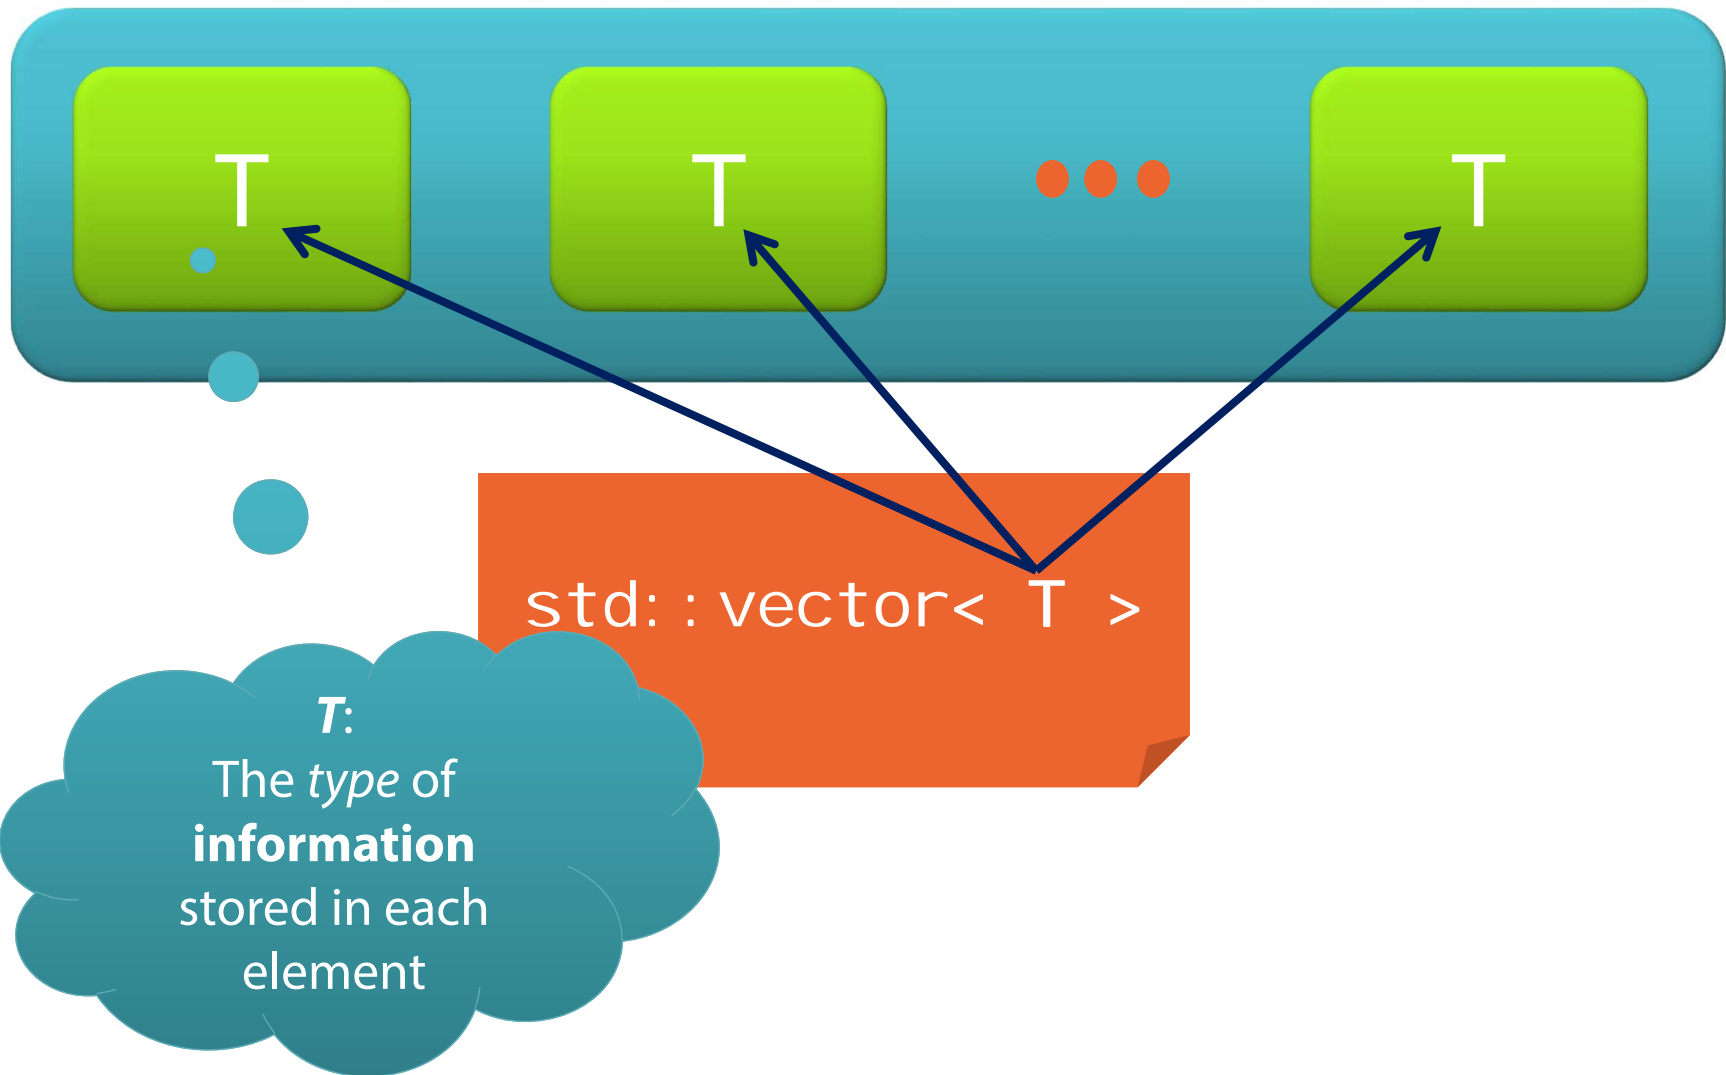 T
T
T
std::vector< T >
T:
The type of
information
stored in each
element